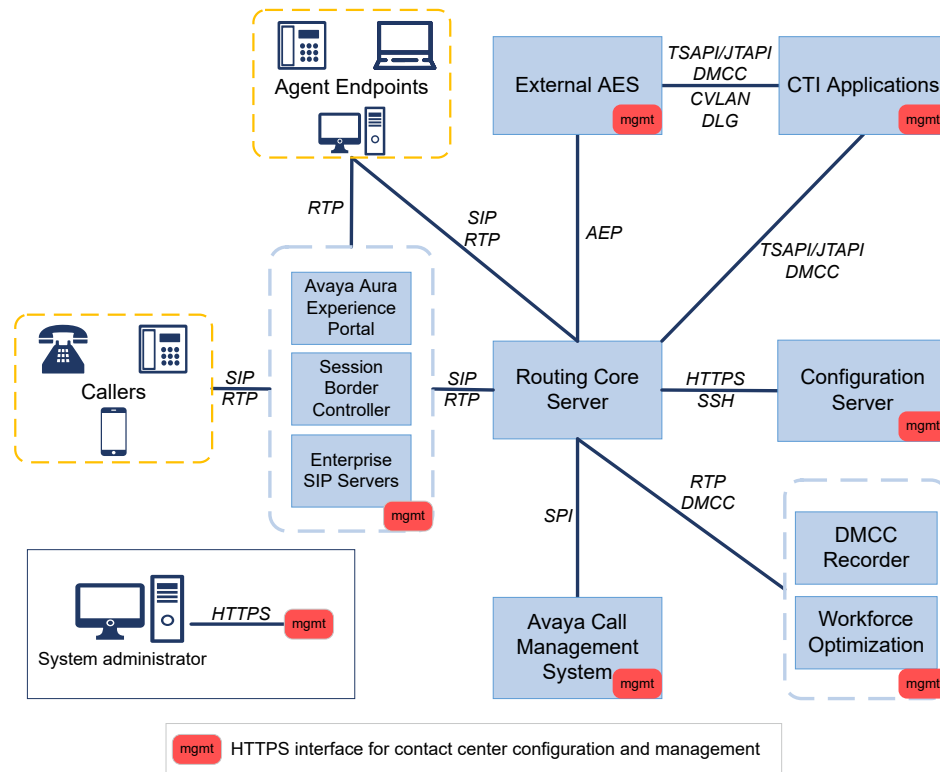 Agent Endpoints
External AES
mgmt
TSAPI/JTAPI
DMCC
CVLAN
DLG
CTI Applications
mgmt
RTP
SIP
RTP
AEP
TSAPI/JTAPI
DMCC
Avaya Aura
Experience
Portal
Session
Border
Controller
Enterprise
SIP Servers
mgmt
Callers
SIP
RTP
SIP
RTP
Routing Core
Server
HTTPS
SSH
Configuration
Server
mgmt
SPI
RTP
DMCC
DMCC
Recorder
Workforce
Optimization
mgmt
Avaya Call
Management
System
mgmt
HTTPS
mgmt
System administrator
mgmt
HTTPS interface for contact center configuration and management